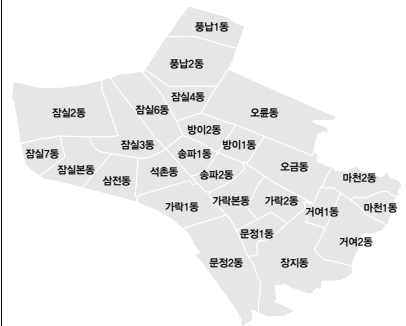 풍납1동
풍납2동
잠실4동
잠실2동
잠실6동
오륜동
방이2동
잠실3동
방이1동
잠실7동
송파1동
오금동
잠실본동
석촌동
송파2동
마천2동
삼전동
가락1동
가락본동
가락2동
거여1동
마천1동
문정1동
거여2동
문정2동
장지동